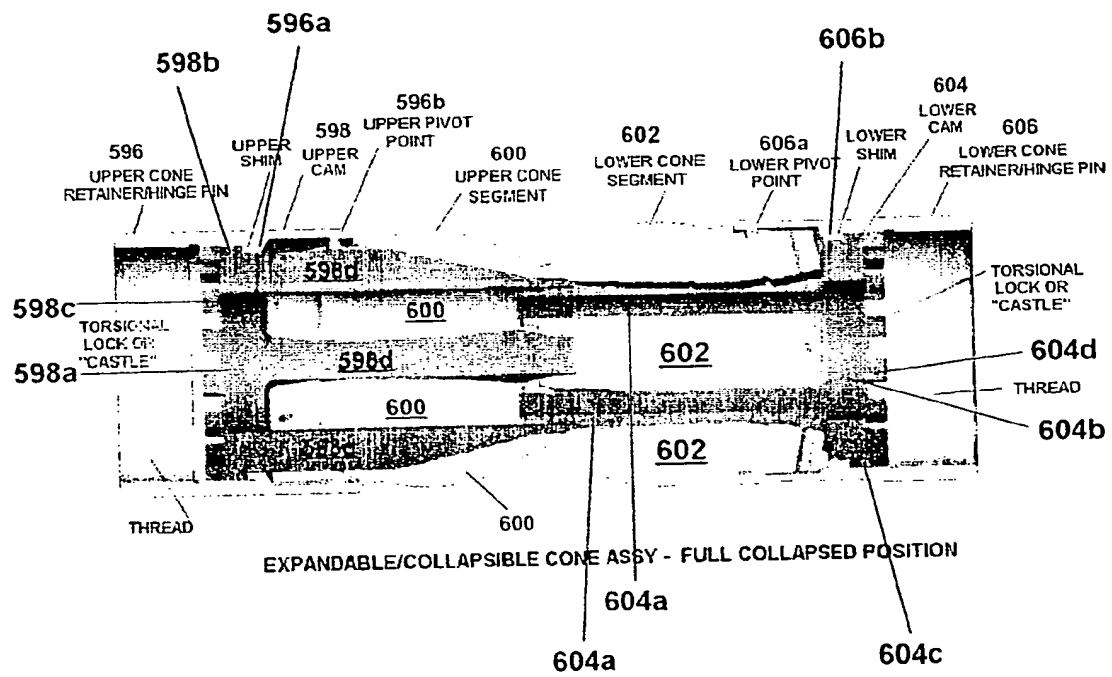 596a
598b
606b
604
LOWER
CAM
596b
UPPER PIVOT
POINT
598
UPPER
CAM
UPPER
SHIM
596
UPPER CONE
RETAINER/HINGE PIN
600
UPPER CONE
SEGMENT
602
LOWER CONE
SEGMENT
606a
LOWER PIVOT
POINT
LOWER
SHIM
606
LOWER CONE
RETAINER/HINGE PIN
598d
598c
600
TORSIONAL
LOCK OR
"CASTLE"
TORSIONAL
LOCK OR
"CASTLE"
598a
598d
602
604d
THREAD
600
604b
598d
602
THREAD
600
EXPANDABLE/COLLAPSIBLE CONE ASSY - FULL COLLAPSED POSITION
604a
604a
604c